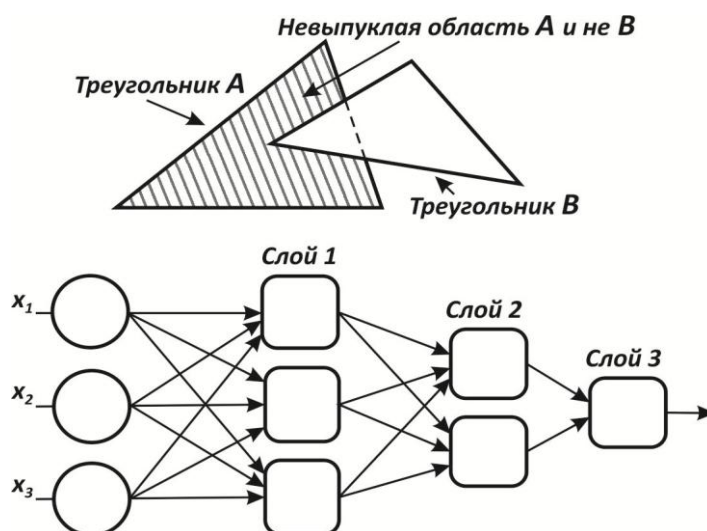 Невыпуклая область A и не B
Треугольник A
Треугольник B
Слой 1
Слой 2
Слой 3
x₁
x₂
x₃